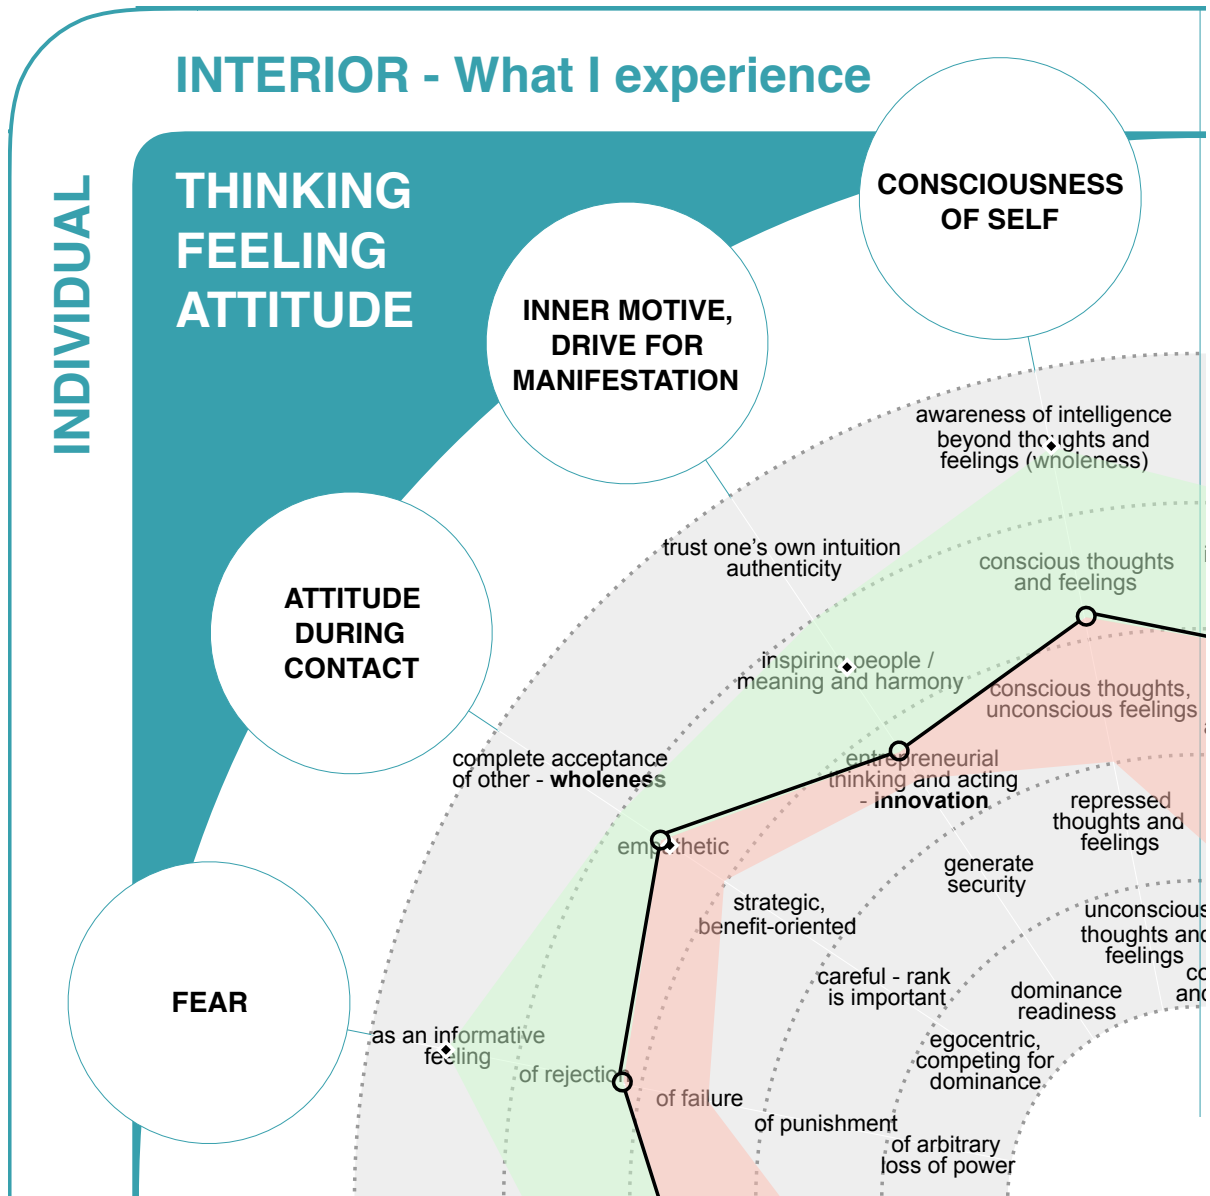 INTERIOR - What I experience
INDIVIDUAL
THINKING
FEELING
ATTITUDE
CONSCIOUSNESS
OF SELF
INNER MOTIVE,
DRIVE FOR
MANIFESTATION
ATTITUDE
DURING
CONTACT
FEAR
awareness of intelligence
beyond thoughts and
feelings (wholeness)
conscious thoughts
and feelings
conscious thoughts,
unconscious feelings
repressed
thoughts and
feelings
unconscious
thoughts and
feelings
trust one’s own intuition
authenticity
inspiring people /
meaning and harmony
entrepreneurial
thinking and acting
- innovation
generate
security
dominance
readiness
complete acceptance
of other - wholeness
empathetic
strategic,
benefit-oriented
careful - rank
is important
egocentric,
competing for
dominance
as an informative
feeling
of rejection
of failure
of punishment
of arbitrary
loss of power